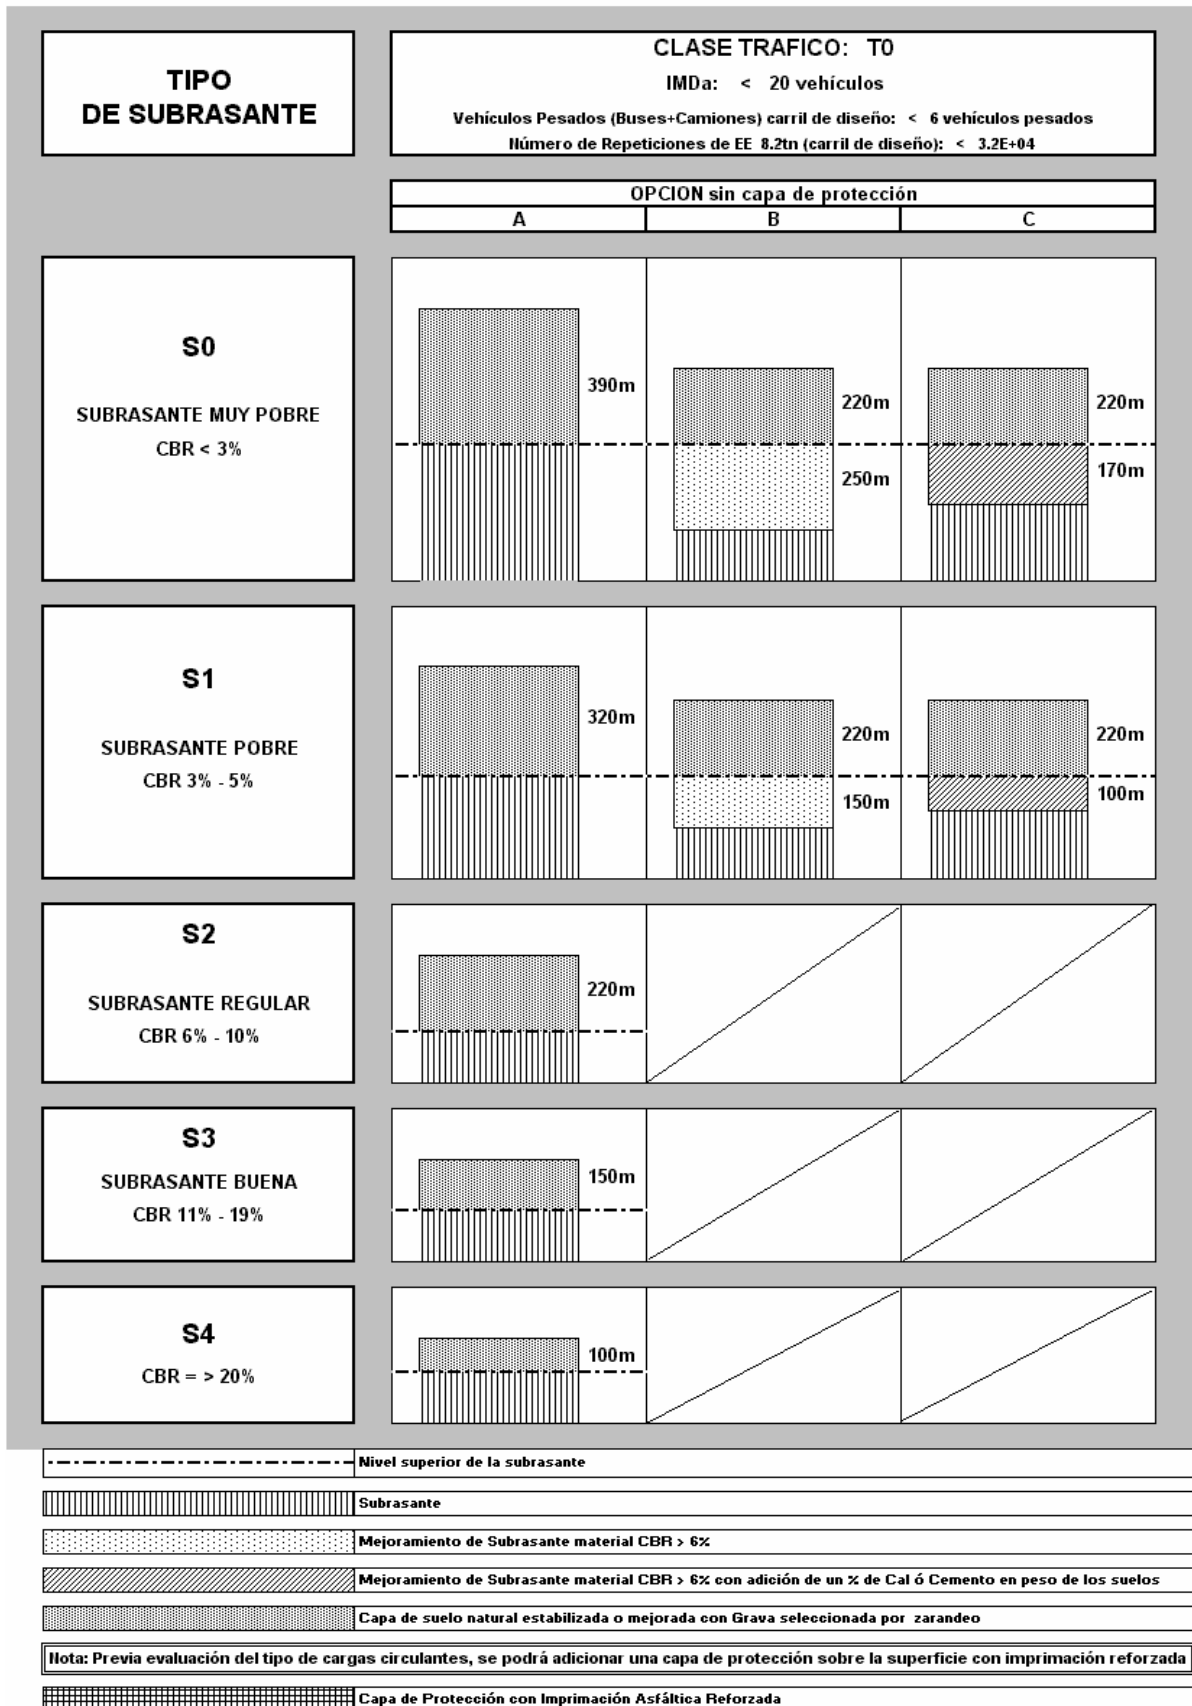 TIPO
DE SUBRASANTE
CLASE TRAFICO: T0
IMDa: < 20 vehículos
Vehículos Pesados (Buses+Camiones) carril de diseño: < 6 vehículos pesados
Número de Repeticiones de EE 8.2tn (carril de diseño): < 3.2E+04
OPCION sin capa de protección
A B C
S0
SUBRASANTE MUY POBRE
CBR < 3%
390m
220m
250m
220m
170m
S1
SUBRASANTE POBRE
CBR 3% - 5%
320m
220m
150m
220m
100m
S2
SUBRASANTE REGULAR
CBR 6% - 10%
220m
S3
SUBRASANTE BUENA
CBR 11% - 19%
150m
S4
CBR = > 20%
100m
Nivel superior de la subrasante
Subrasante
Mejoramiento de Subrasante material CBR > 6%
Mejoramiento de Subrasante material CBR > 6% con adición de un % de Cal ó Cemento en peso de los suelos
Capa de suelo natural estabilizada o mejorada con Grava seleccionada por zarandeo
Nota: Previa evaluación del tipo de cargas circulantes, se podrá adicionar una capa de protección sobre la superficie con imprimación reforzada
Capa de Protección con Imprimación Asfáltica Reforzada